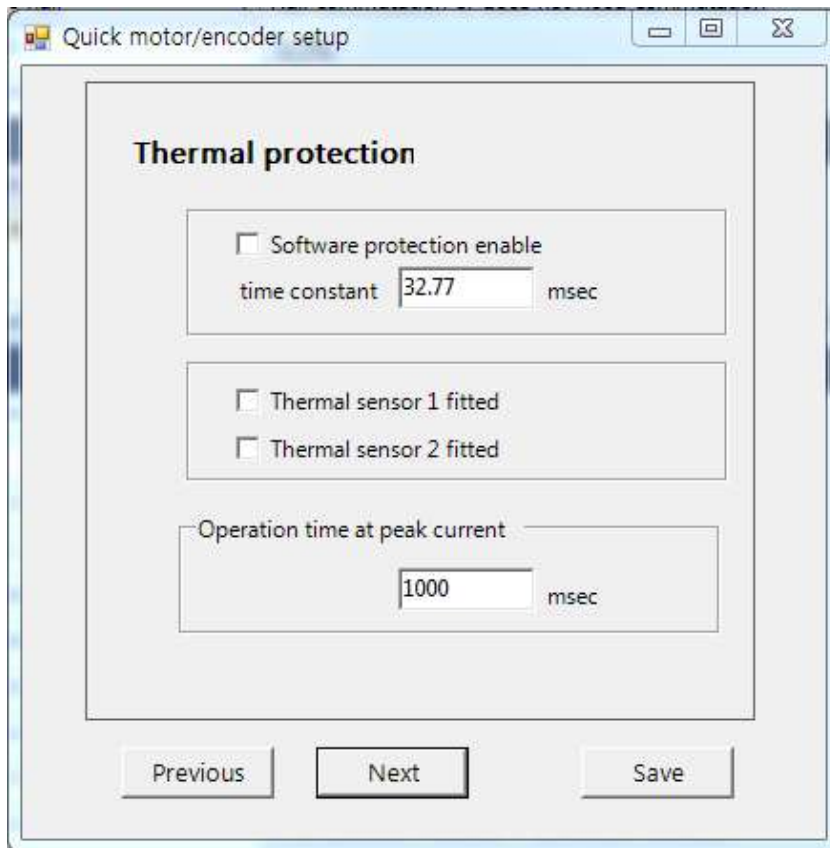 Quick motor/encoder setup
Thermal protection
Software protection enable
time constant 32.77 msec
Thermal sensor 1 fitted
Thermal sensor 2 fitted
Operation time at peak current
1000 msec
Previous Next Save